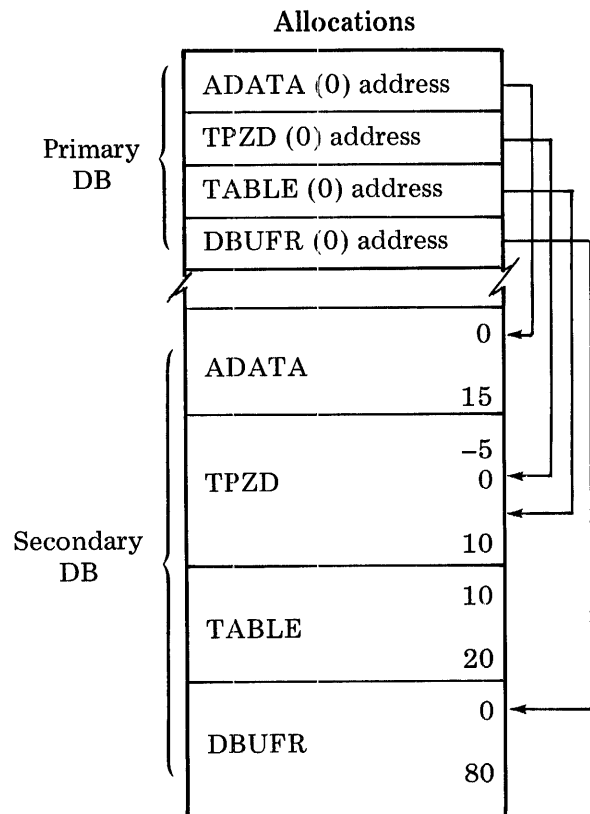 Allocations
ADATA (0) address
TPZD (0) address
TABLE (0) address
DBUFR (0) address
Primary
DB
0
ADATA
15
-5
TPZD
0
10
Secondary
DB
10
TABLE
20
0
DBUFR
80